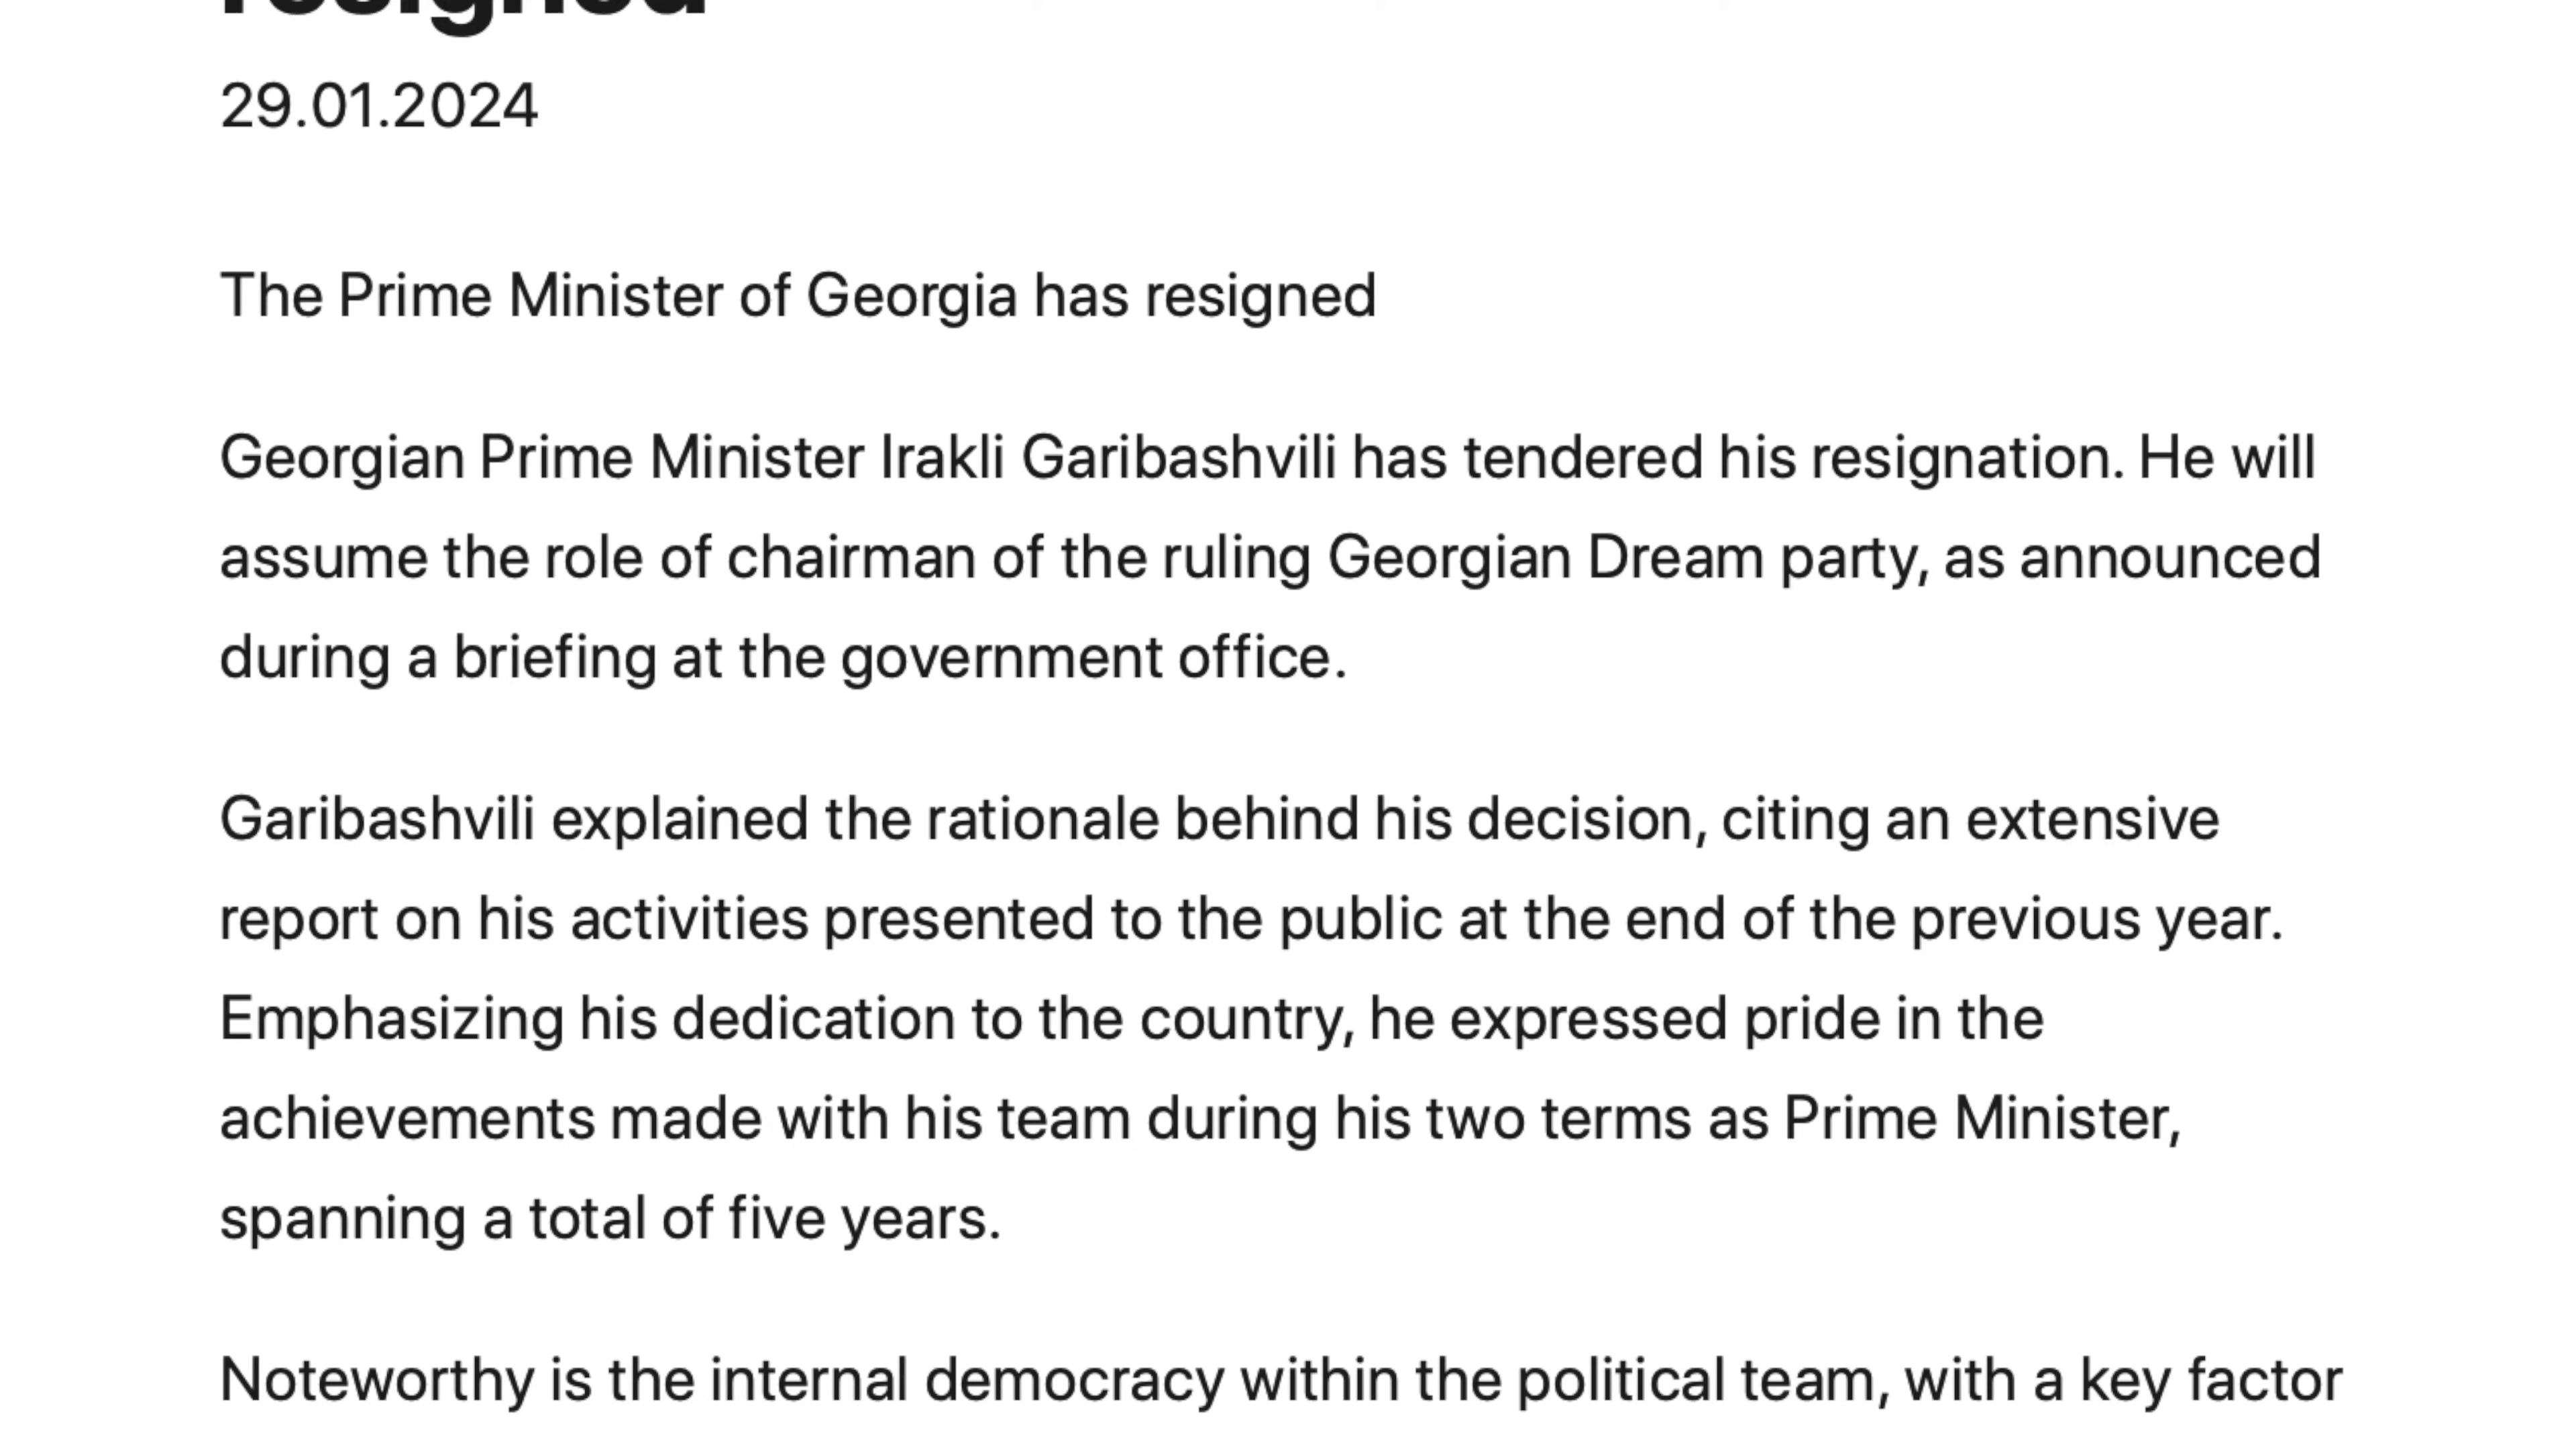 resigned
29.01.2024
The Prime Minister of Georgia has resigned
Georgian Prime Minister Irakli Garibashvili has tendered his resignation. He will
assume the role of chairman of the ruling Georgian Dream party, as announced
during a briefing at the government office.
Garibashvili explained the rationale behind his decision, citing an extensive
report on his activities presented to the public at the end of the previous year.
Emphasizing his dedication to the country, he expressed pride in the
achievements made with his team during his two terms as Prime Minister,
spanning a total of five years.
Noteworthy is the internal democracy within the political team, with a key factor